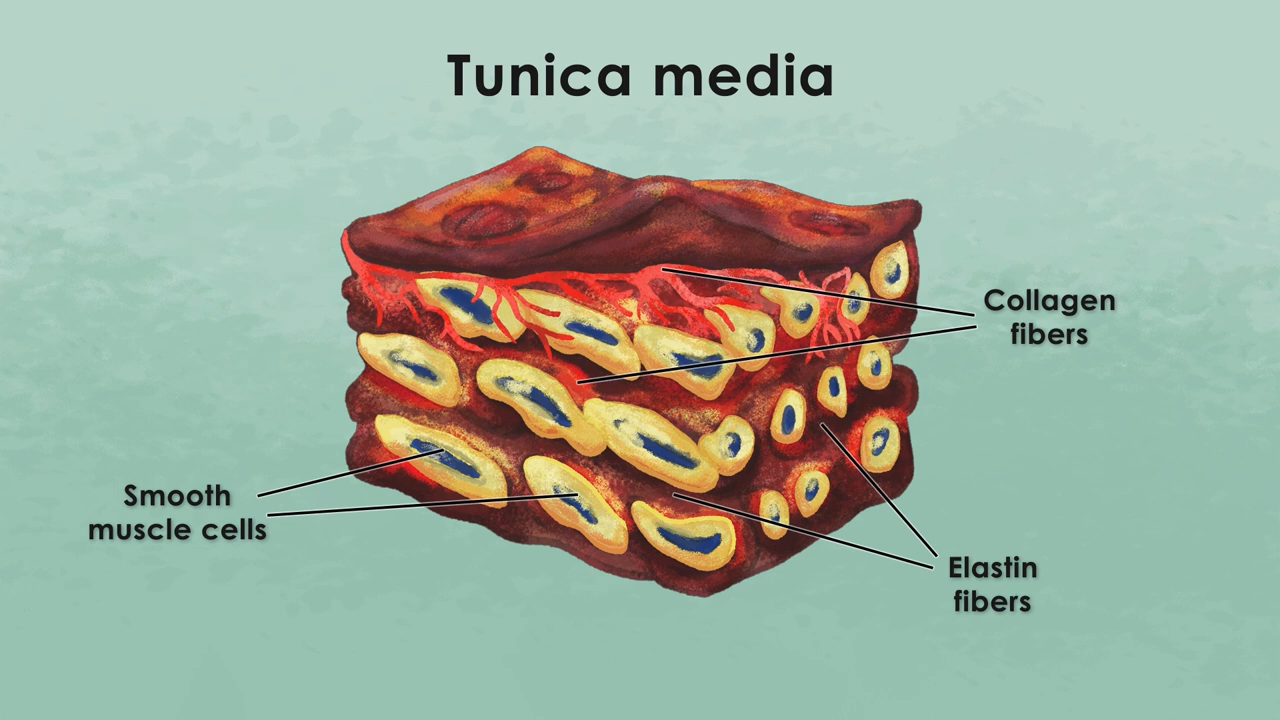 Tunica media
Collagen
fibers
Smooth
muscle cells
Elastin
fibers